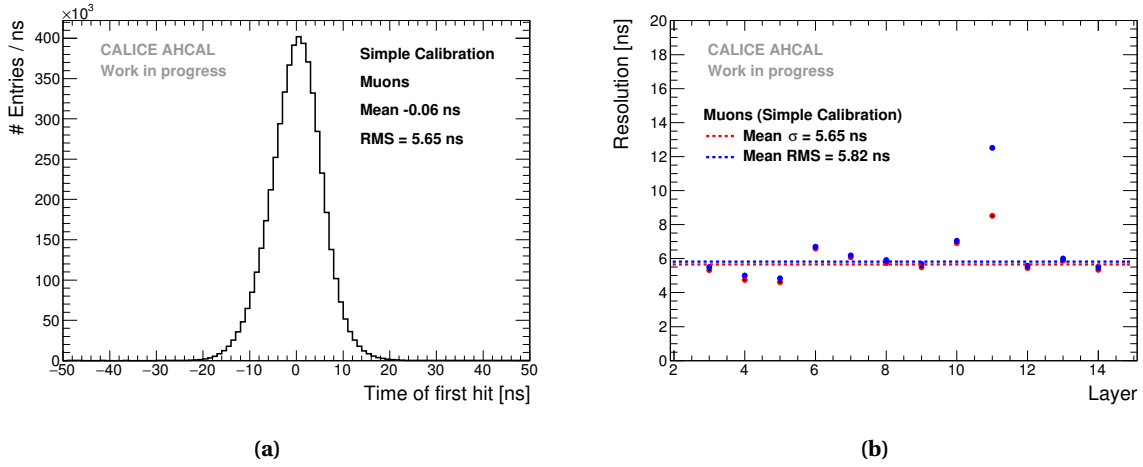 ×10³
CALICE AHCAL
Work in progress
Simple Calibration
Muons
Mean -0.06 ns
RMS = 5.65 ns
# Entries / ns
400
350
300
250
200
150
100
50
0
−50 −40 −30 −20 −10 0 10 20 30 40 50
Time of first hit [ns]
(a)
CALICE AHCAL
Work in progress
Muons (Simple Calibration)
Mean σ = 5.65 ns
Mean RMS = 5.82 ns
Resolution [ns]
20
18
16
14
12
10
8
6
4
2
0
2 4 6 8 10 12 14
Layer
(b)